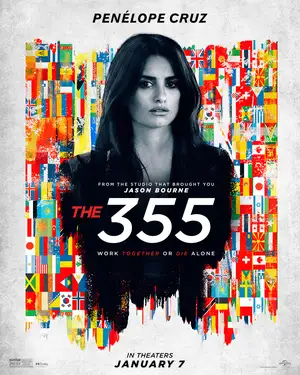 PENÉLOPE CRUZ
FROM THE STUDIO THAT BROUGHT YOU
JASON BOURNE
THE 355
WORK TOGETHER OR DIE ALONE
IN THEATERS
JANUARY 7